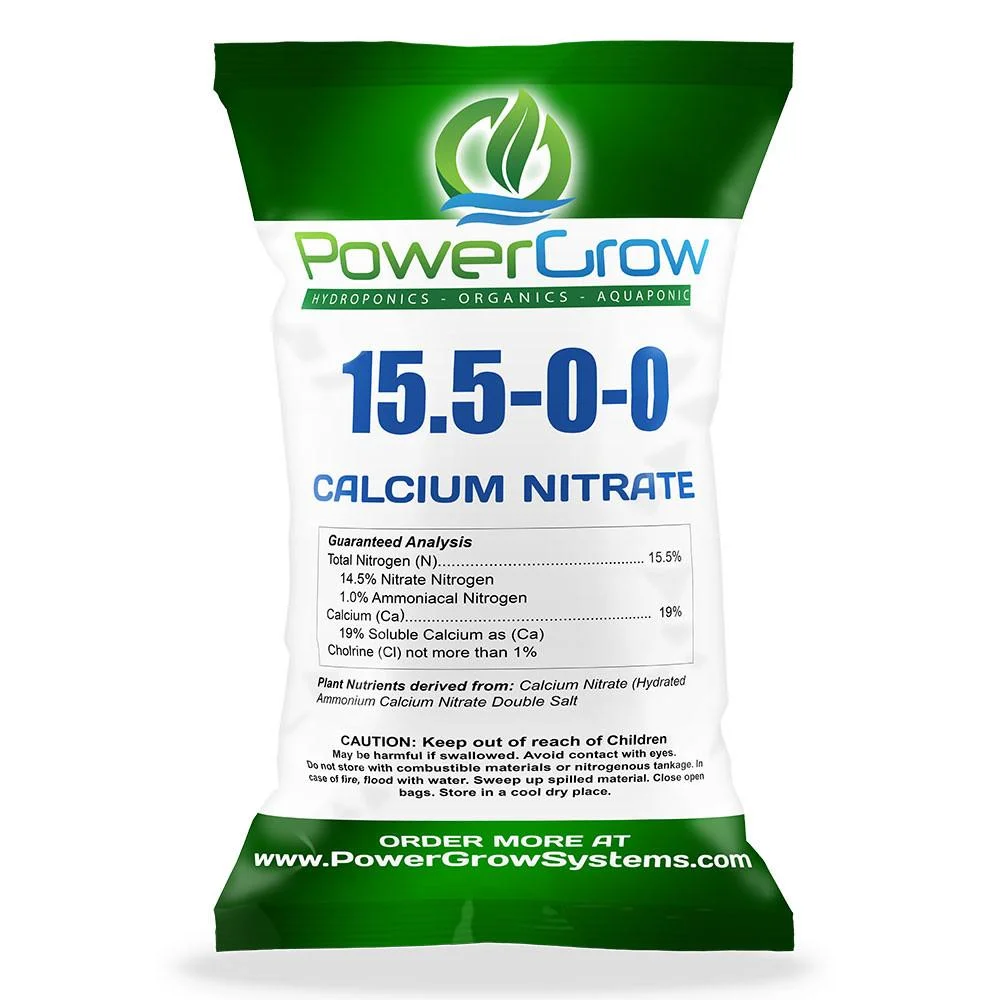 PowerGrow
HYDROPONICS - ORGANICS - AQUAPONIC
15.5-0-0
CALCIUM NITRATE
Guaranteed Analysis
Total Nitrogen (N)................................................ 15.5%
14.5% Nitrate Nitrogen
1.0% Ammoniacal Nitrogen
Calcium (Ca)......................................................... 19%
19% Soluble Calcium as (Ca)
Cholrine (Cl) not more than 1%
Plant Nutrients derived from: Calcium Nitrate (Hydrated
Ammonium Calcium Nitrate Double Salt
CAUTION: Keep out of reach of Children
May be harmful if swallowed. Avoid contact with eyes.
Do not store with combustible materials or nitrogenous tankage. In
case of fire, flood with water. Sweep up spilled material. Close open
bags. Store in a cool dry place.
ORDER MORE AT
www.PowerGrowSystems.com